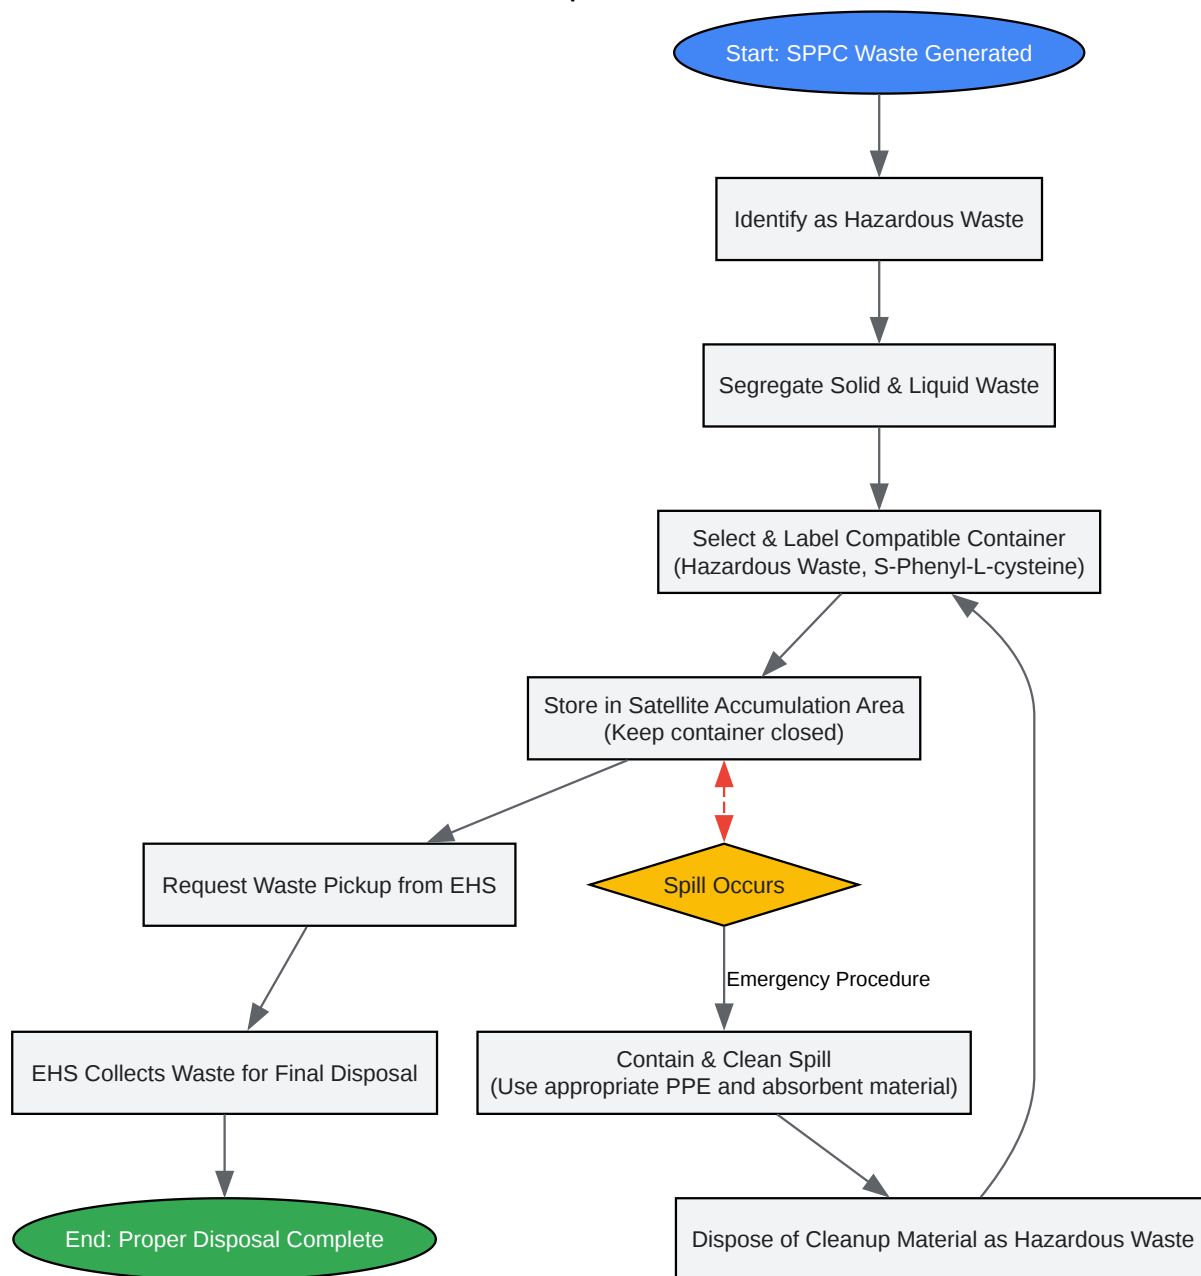 Start: SPPC Waste Generated
Identify as Hazardous Waste
Segregate Solid & Liquid Waste
Select & Label Compatible Container
(Hazardous Waste, S-Phenyl-L-cysteine)
Store in Satellite Accumulation Area
(Keep container closed)
Request Waste Pickup from EHS
Spill Occurs
Emergency Procedure
EHS Collects Waste for Final Disposal
Contain & Clean Spill
(Use appropriate PPE and absorbent material)
End: Proper Disposal Complete
Dispose of Cleanup Material as Hazardous Waste